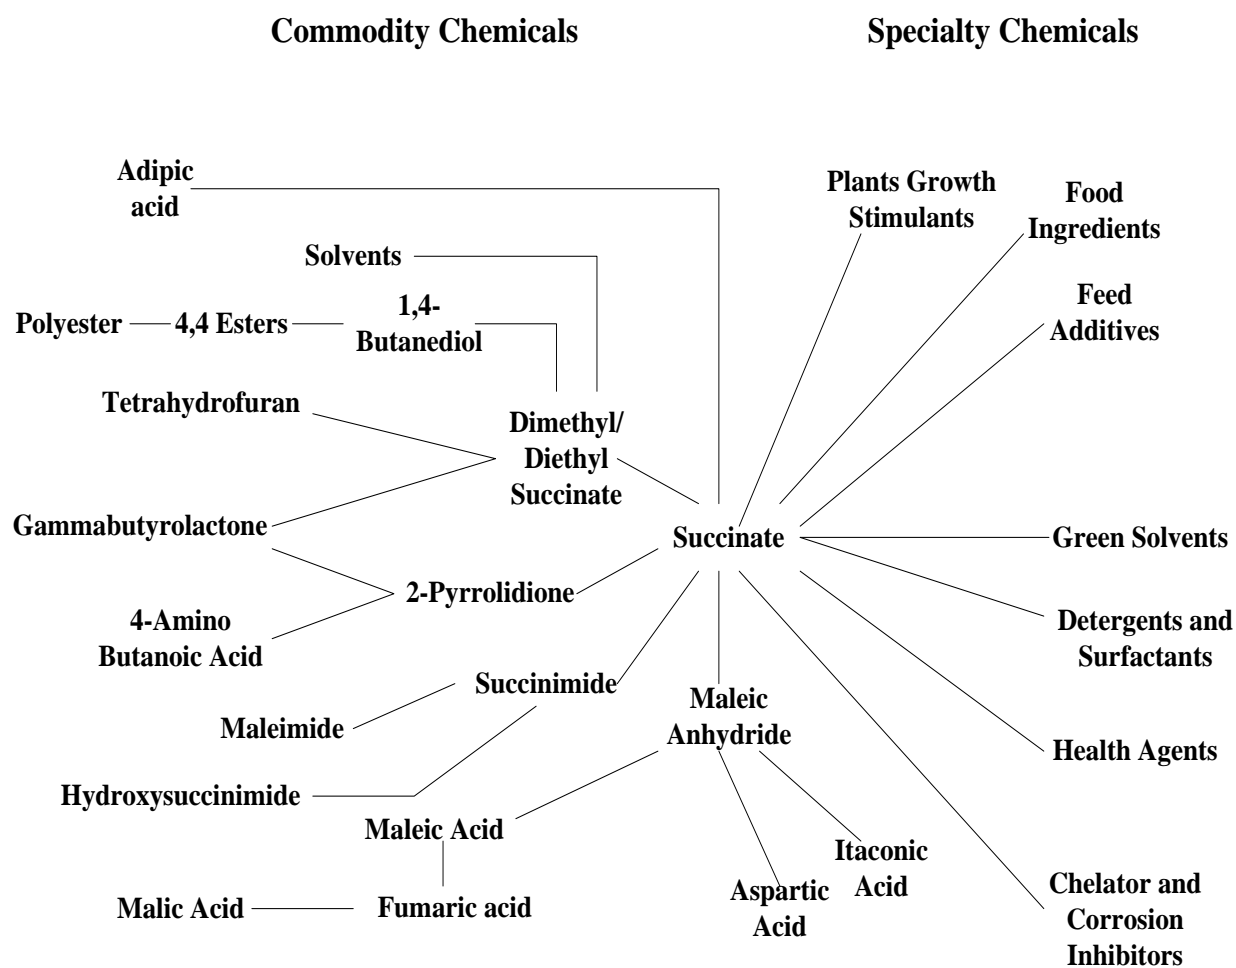 Commodity Chemicals
Specialty Chemicals
Adipic
acid
Plants Growth
Stimulants
Food
Ingredients
Solvents
Feed
Additives
Polyester
4,4 Esters
1,4-
Butanediol
Tetrahydrofuran
Dimethyl/
Diethyl
Succinate
Gammabutyrolactone
Succinate
Green Solvents
2-Pyrrolidione
4-Amino
Butanoic Acid
Detergents and
Surfactants
Succinimide
Maleic
Anhydride
Maleimide
Health Agents
Hydroxysuccinimide
Maleic Acid
Itaconic
Acid
Aspartic
Acid
Chelator and
Corrosion
Inhibitors
Malic Acid
Fumaric acid